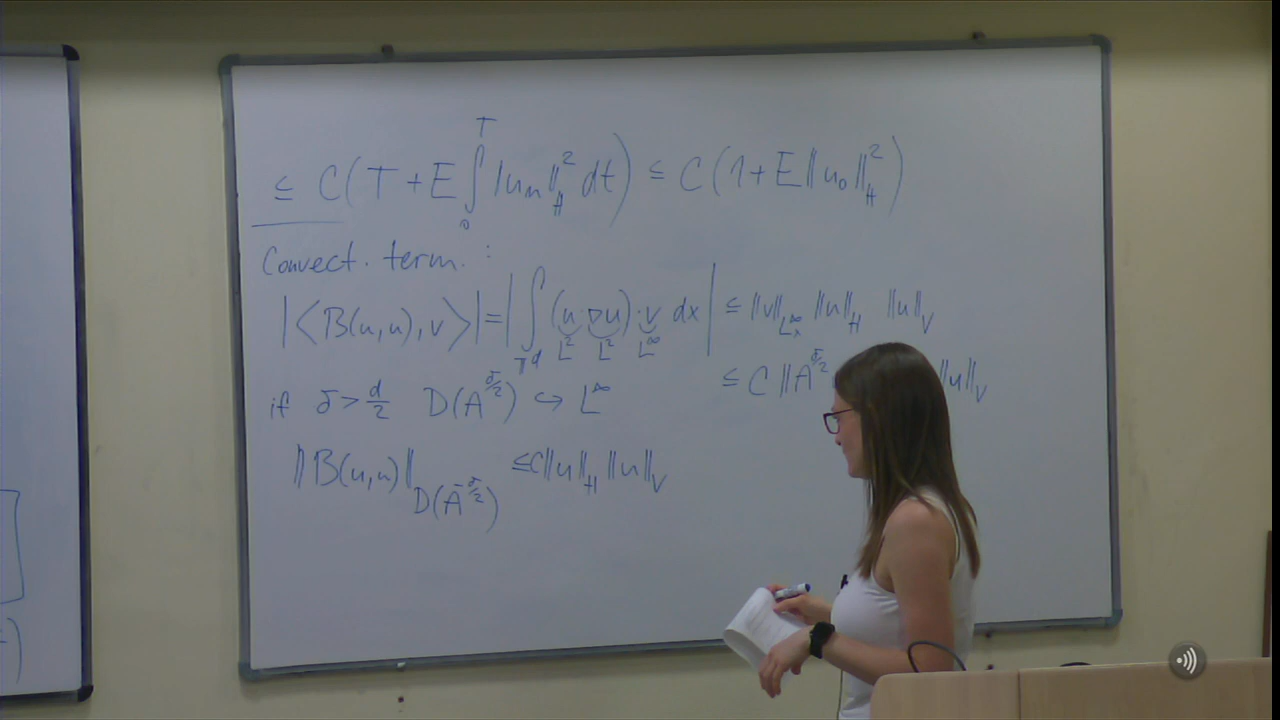 ≤ C(T + E∫₀ᵀ ‖uₙ‖²_H dt) ≤ C(1 + E‖u₀‖²_H)
Convect. term. :
|⟨B(u,u), v⟩| = |∫_{𝕋^d} (u·∇u)·v dx| ≤ ‖v‖_{L^∞_x} ‖u‖_H ‖u‖_V
L² L² L^∞
≤ C ‖A^{δ/2} ‖u‖_V
if δ > d/2 D(A^{δ/2}) ↪ L^∞
‖B(u,u)‖_{D(A^{-δ/2})} ≤ C‖u‖_H ‖u‖_V